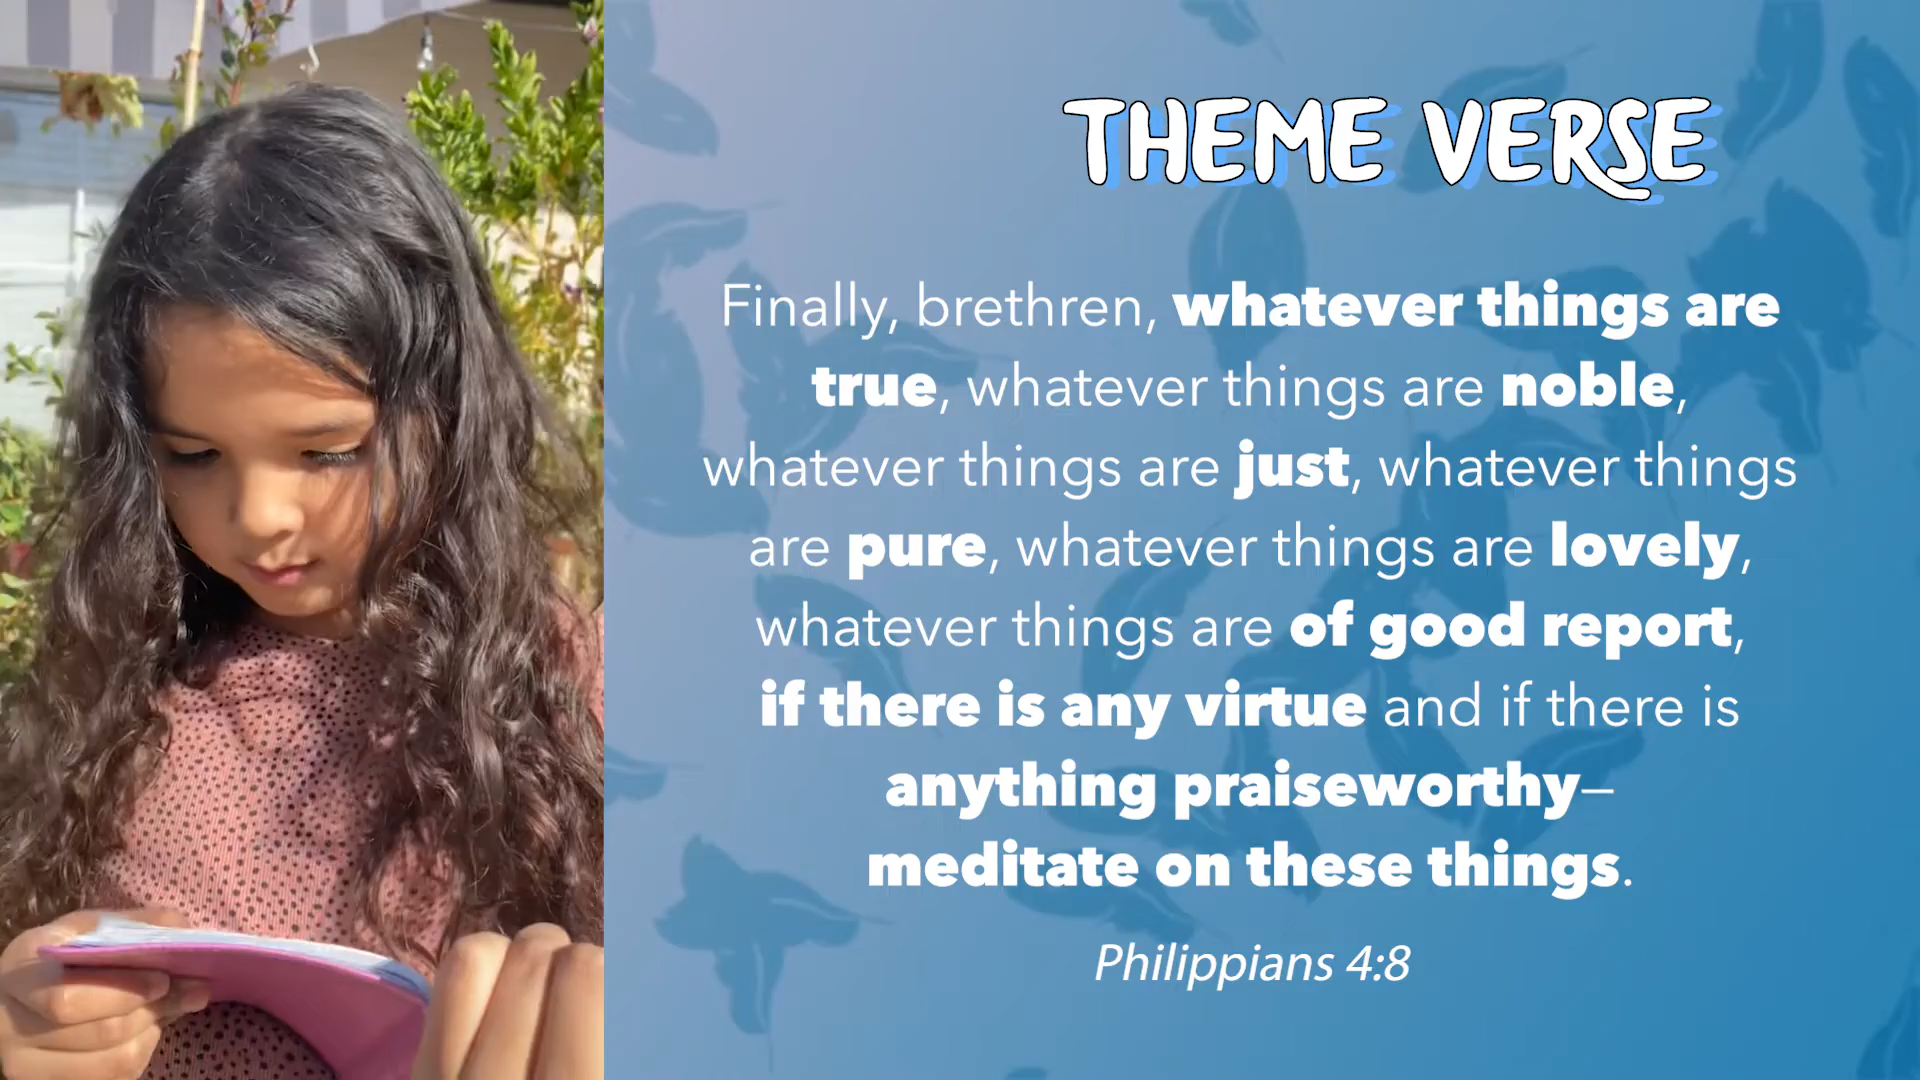 THEME VERSE
Finally, brethren, whatever things are
true, whatever things are noble,
whatever things are just, whatever things
are pure, whatever things are lovely,
whatever things are of good report,
if there is any virtue and if there is
anything praiseworthy—
meditate on these things.
Philippians 4:8